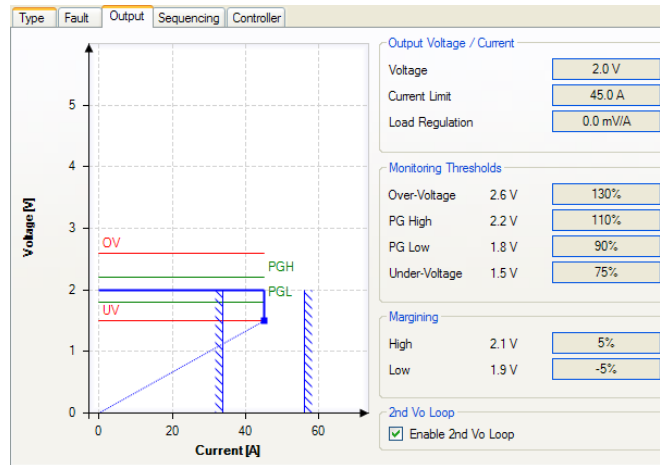 Type Fault Output Sequencing Controller
Output Voltage / Current
Voltage 2.0 V
Current Limit 45.0 A
Load Regulation 0.0 mV/A
Monitoring Thresholds
Over-Voltage 2.6 V 130%
PG High 2.2 V 110%
PG Low 1.8 V 90%
Under-Voltage 1.5 V 75%
Margining
High 2.1 V 5%
Low 1.9 V -5%
2nd Vo Loop
Enable 2nd Vo Loop
Voltage [V]
5
4
3
2
1
0
OV
PGH
PGL
UV
0 20 40 60
Current [A]